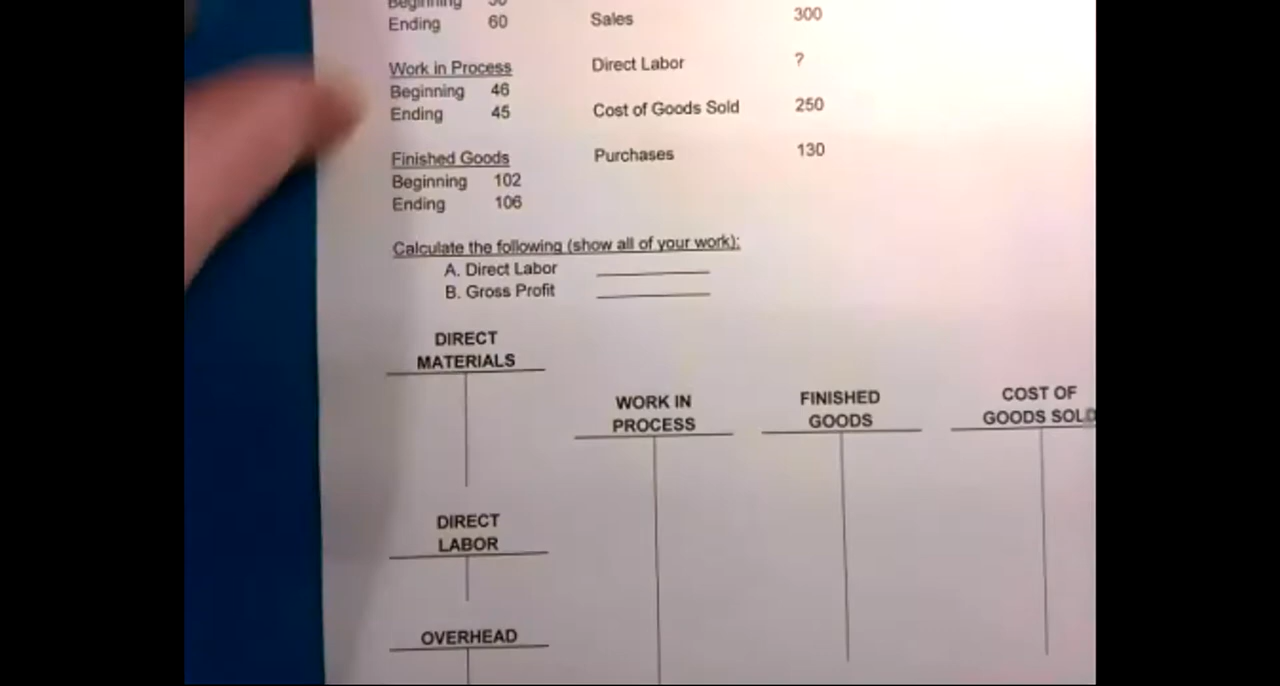 Beginning
Ending 60
Sales 300
Work in Process
Direct Labor ?
Beginning 46
Ending 45
Cost of Goods Sold 250
Finished Goods
Purchases 130
Beginning 102
Ending 106
Calculate the following (show all of your work):
A. Direct Labor
B. Gross Profit
DIRECT
MATERIALS
WORK IN
PROCESS
FINISHED
GOODS
COST OF
GOODS SOLD
DIRECT
LABOR
OVERHEAD